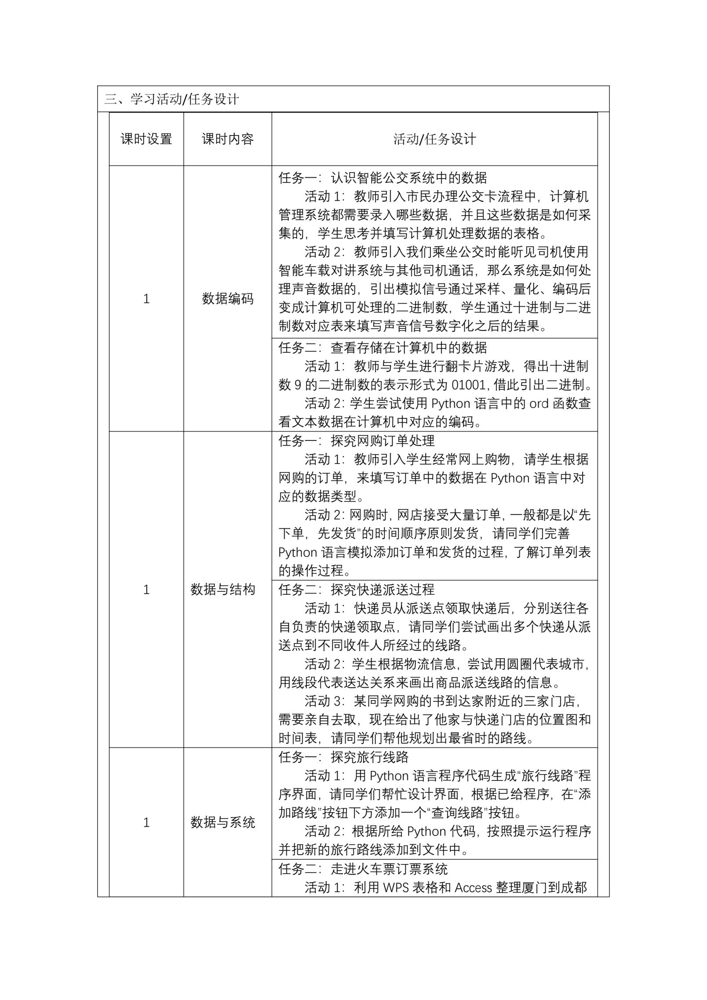 三、学习活动/任务设计
课时设置 课时内容 活动/任务设计
1 数据编码
任务一：认识智能公交系统中的数据
活动 1：教师引入市民办理公交卡流程中，计算机
管理系统都需要录入哪些数据，并且这些数据是如何采
集的，学生思考并填写计算机处理数据的表格。
活动 2：教师引入我们乘坐公交时能听见司机使用
智能车载对讲系统与其他司机通话，那么系统是如何处
理声音数据的，引出模拟信号通过采样、量化、编码后
变成计算机可处理的二进制数，学生通过十进制与二进
制数对应表来填写声音信号数字化之后的结果。
任务二：查看存储在计算机中的数据
活动 1：教师与学生进行翻卡片游戏，得出十进制
数 9 的二进制数的表示形式为 01001，借此引出二进制。
活动 2：学生尝试使用 Python 语言中的 ord 函数查
看文本数据在计算机中对应的编码。
1 数据与结构
任务一：探究网购订单处理
活动 1：教师引入学生经常网上购物，请学生根据
网购的订单，来填写订单中的数据在 Python 语言中对
应的数据类型。
活动 2：网购时，网店接受大量订单，一般都是以“先
下单，先发货”的时间顺序原则发货，请同学们完善
Python 语言模拟添加订单和发货的过程，了解订单列表
的操作过程。
任务二：探究快递派送过程
活动 1：快递员从派送点领取快递后，分别送往各
自负责的快递领取点，请同学们尝试画出多个快递从派
送点到不同收件人所经过的线路。
活动 2：学生根据物流信息，尝试用圆圈代表城市，
用线段代表送达关系来画出商品派送线路的信息。
活动 3：某同学网购的书到达家附近的三家门店，
需要亲自去取，现在给出了他家与快递门店的位置图和
时间表，请同学们帮他规划出最省时的路线。
1 数据与系统
任务一：探究旅行线路
活动 1：用 Python 语言程序代码生成“旅行线路”程
序界面，请同学们帮忙设计界面，根据已给程序，在“添
加路线”按钮下方添加一个“查询线路”按钮。
活动 2：根据所给 Python 代码，按照提示运行程序
并把新的旅行路线添加到文件中。
任务二：走进火车票订票系统
活动 1：利用 WPS 表格和 Access 整理厦门到成都